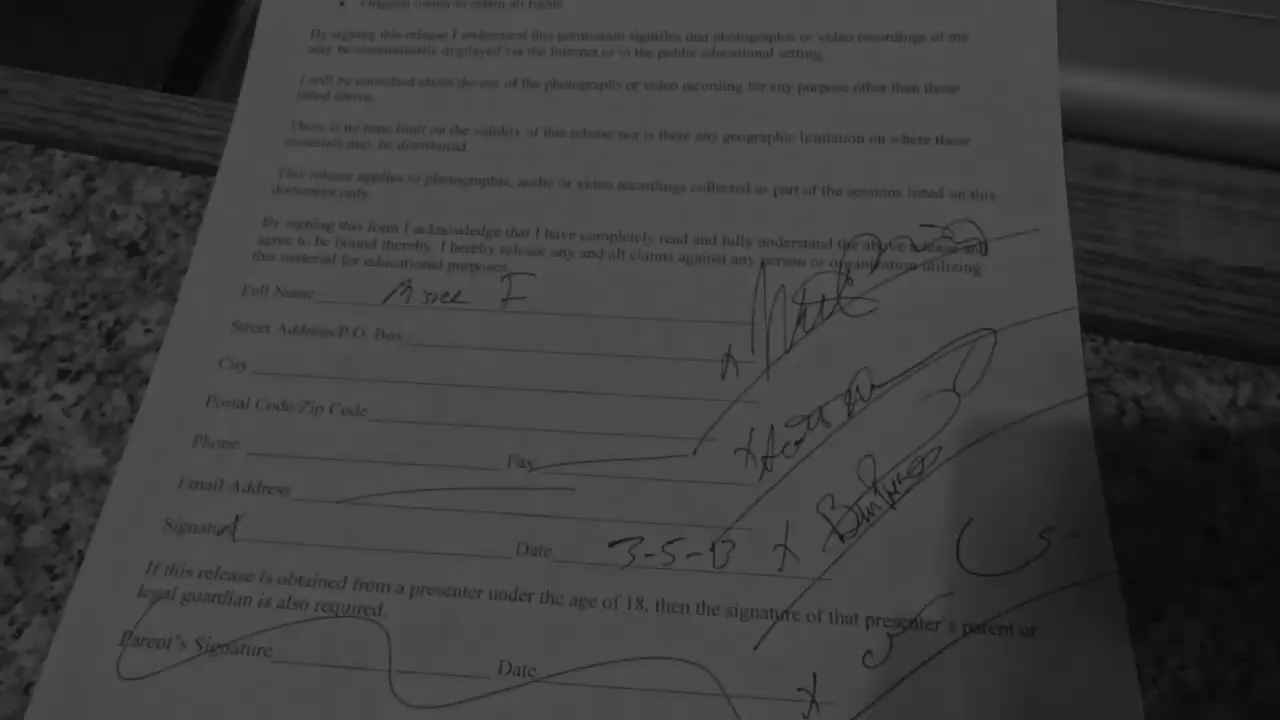 Original owner to retain all rights
By signing this release I understand this permission signifies that photographic or video recordings of me
may be electronically displayed via the Internet or in the public educational setting.
I will be consulted about the use of the photographs or video recording for any purpose other than those
listed above.
There is no time limit on the validity of this release nor is there any geographic limitation on where these
materials may be distributed.
This release applies to photographic, audio or video recordings collected as part of the sessions listed on this
document only.
By signing this form I acknowledge that I have completely read and fully understand the above release and
agree to be bound thereby. I hereby release any and all claims against any person or organization utilizing
this material for educational purposes.
Full Name
Street Address/P.O. Box
X
City
Postal Code/Zip Code
X
Phone Fax
Email Address
Signature Date 3-5-13 X
If this release is obtained from a presenter under the age of 18, then the signature of that presenter's parent or
legal guardian is also required.
Parent's Signature Date X